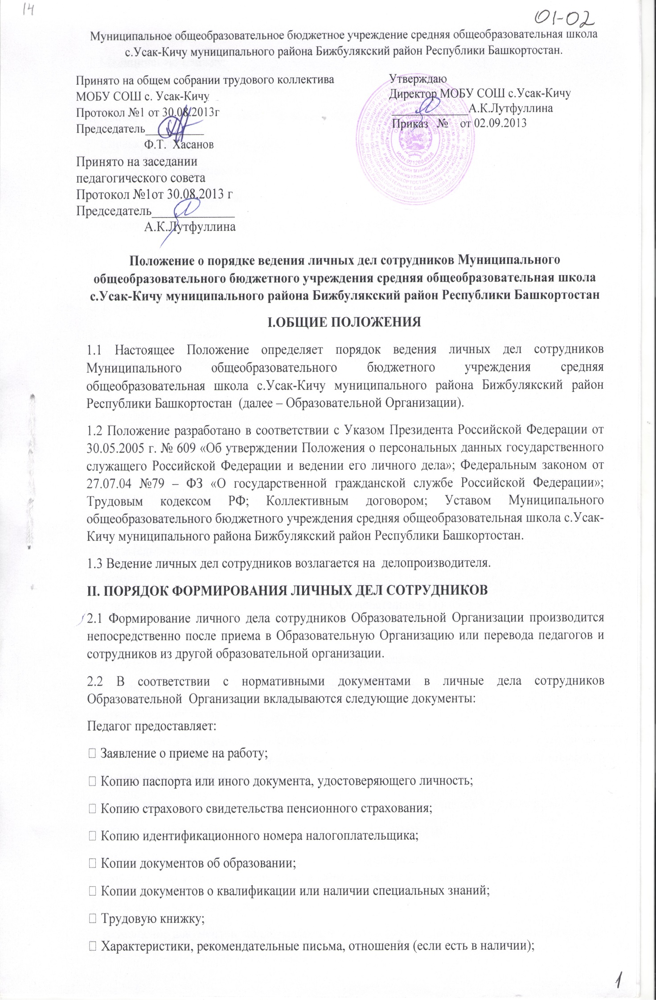 14
01-02
Муниципальное общеобразовательное бюджетное учреждение средняя общеобразовательная школа
с.Усак-Кичу муниципального района Бижбулякский район Республики Башкортостан.
Принято на общем собрании трудового коллектива
МОБУ СОШ с. Усак-Кичу
Протокол №1 от 30.08.2013г
Председатель____________
Ф.Т. Хасанов
Принято на заседании
педагогического совета
Протокол №1от 30.08.2013 г
Председатель_____________
А.К.Лутфуллина
Утверждаю
Директор МОБУ СОШ с.Усак-Кичу
____________А.К.Лутфуллина
Приказ № от 02.09.2013
ИНН 0212004938
Положение о порядке ведения личных дел сотрудников Муниципального
общеобразовательного бюджетного учреждения средняя общеобразовательная школа
с.Усак-Кичу муниципального района Бижбулякский район Республики Башкортостан
I.ОБЩИЕ ПОЛОЖЕНИЯ
1.1 Настоящее Положение определяет порядок ведения личных дел сотрудников
Муниципального общеобразовательного бюджетного учреждения средняя
общеобразовательная школа с.Усак-Кичу муниципального района Бижбулякский район
Республики Башкортостан (далее – Образовательной Организации).
1.2 Положение разработано в соответствии с Указом Президента Российской Федерации от
30.05.2005 г. № 609 «Об утверждении Положения о персональных данных государственного
служащего Российской Федерации и ведении его личного дела»; Федеральным законом от
27.07.04 №79 – ФЗ «О государственной гражданской службе Российской Федерации»;
Трудовым кодексом РФ; Коллективным договором; Уставом Муниципального
общеобразовательного бюджетного учреждения средняя общеобразовательная школа с.Усак-
Кичу муниципального района Бижбулякский район Республики Башкортостан.
1.3 Ведение личных дел сотрудников возлагается на делопроизводителя.
II. ПОРЯДОК ФОРМИРОВАНИЯ ЛИЧНЫХ ДЕЛ СОТРУДНИКОВ
2.1 Формирование личного дела сотрудников Образовательной Организации производится
непосредственно после приема в Образовательную Организацию или перевода педагогов и
сотрудников из другой образовательной организации.
2.2 В соответствии с нормативными документами в личные дела сотрудников
Образовательной Организации вкладываются следующие документы:
Педагог предоставляет:
Заявление о приеме на работу;
Копию паспорта или иного документа, удостоверяющего личность;
Копию страхового свидетельства пенсионного страхования;
Копию идентификационного номера налогоплательщика;
Копии документов об образовании;
Копии документов о квалификации или наличии специальных знаний;
Трудовую книжку;
Характеристики, рекомендательные письма, отношения (если есть в наличии);
1